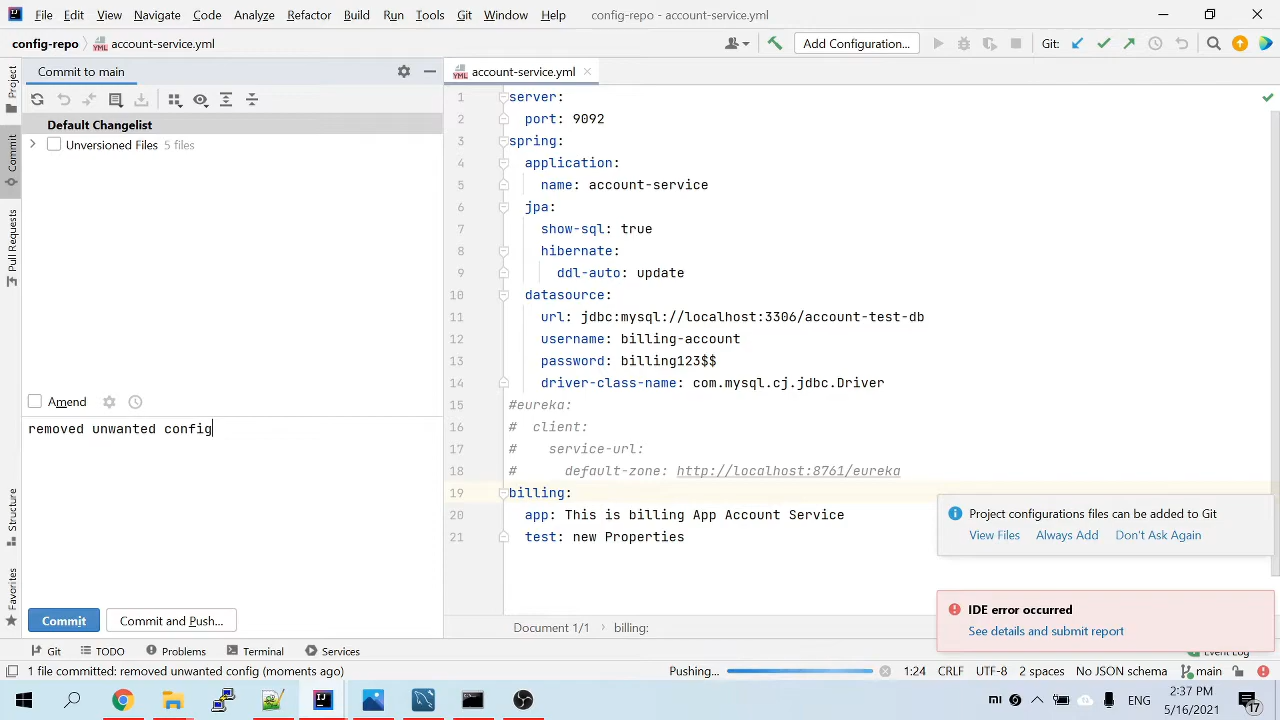 File Edit View Navigate Code Analyze Refactor Build Run Tools Git Window Help config-repo - account-service.yml
config-repo account-service.yml Add Configuration... Git:
Commit to main
account-service.yml
Project
Commit
Pull Requests
Structure
Favorites
Default Changelist
Unversioned Files 5 files
Amend
removed unwanted config
Commit Commit and Push...
1 server:
2 port: 9092
3 spring:
4 application:
5 name: account-service
6 jpa:
7 show-sql: true
8 hibernate:
9 ddl-auto: update
10 datasource:
11 url: jdbc:mysql://localhost:3306/account-test-db
12 username: billing-account
13 password: billing123$$
14 driver-class-name: com.mysql.cj.jdbc.Driver
15 #eureka:
16 # client:
17 # service-url:
18 # default-zone: http://localhost:8761/eureka
19 billing:
20 app: This is billing App Account Service
21 test: new Properties
Project configurations files can be added to Git
View Files Always Add Don't Ask Again
IDE error occurred
See details and submit report
Document 1/1 billing:
Git TODO Problems Terminal Services Event Log
1 file committed: removed unwanted config (moments ago) Pushing... 1:24 CRLF UTF-8 2 spaces No JSON schema main
ENG
5/16/2021
17